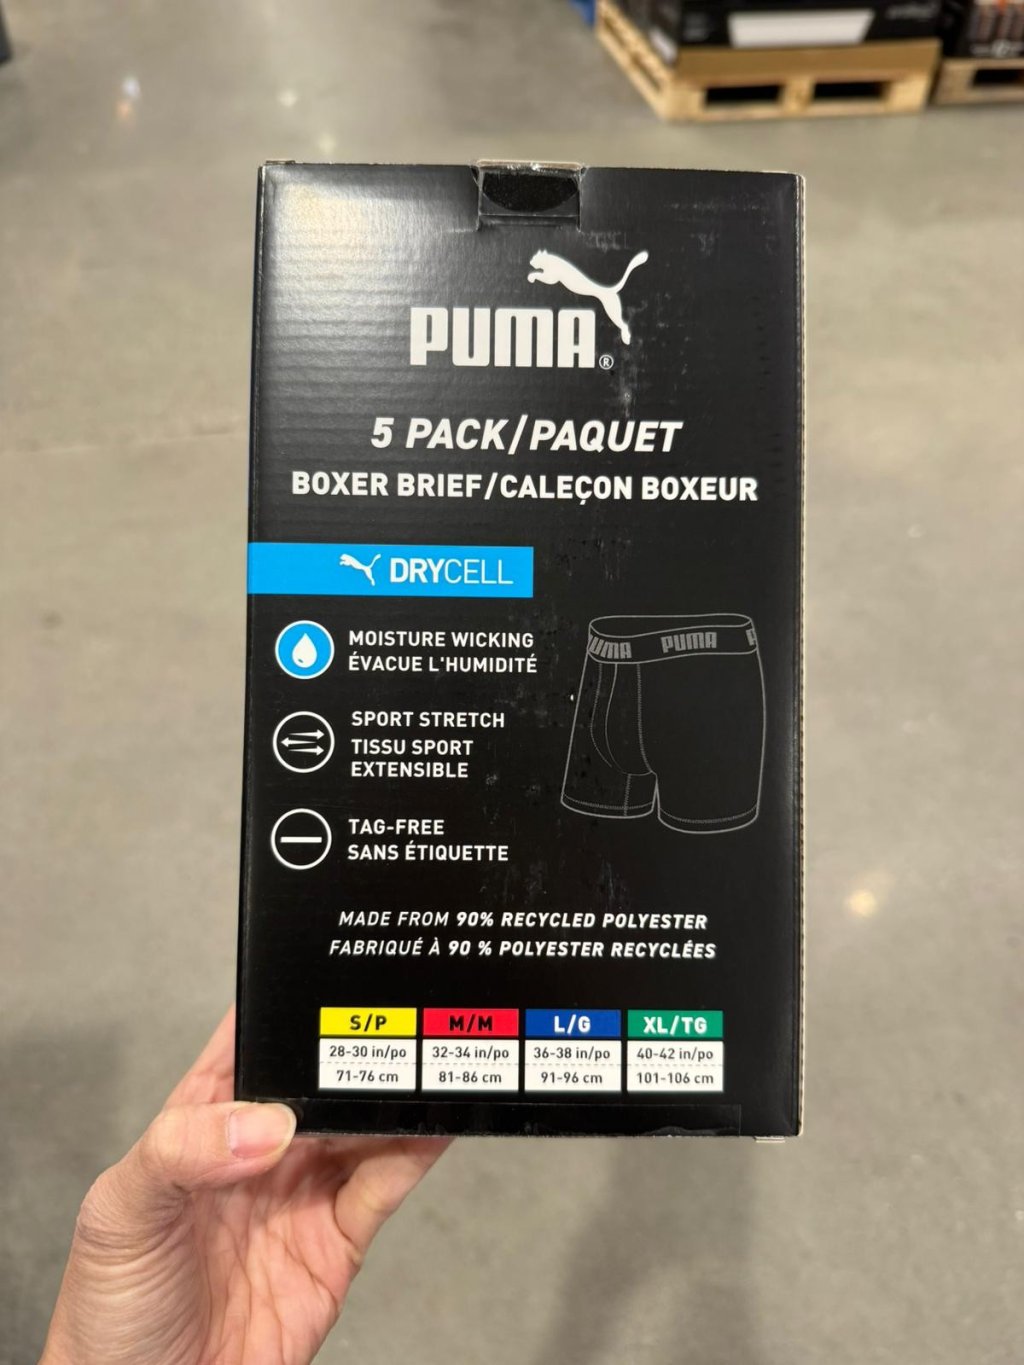 PUMA®
5 PACK/PAQUET
BOXER BRIEF/CALEÇON BOXEUR
DRYCELL
MOISTURE WICKING
ÉVACUE L'HUMIDITÉ
UMA PUMA P
SPORT STRETCH
TISSU SPORT
EXTENSIBLE
TAG-FREE
SANS ÉTIQUETTE
MADE FROM 90% RECYCLED POLYESTER
FABRIQUÉ À 90 % POLYESTER RECYCLÉES
S/P M/M L/G XL/TG
28-30 in/po 32-34 in/po 36-38 in/po 40-42 in/po
71-76 cm 81-86 cm 91-96 cm 101-106 cm